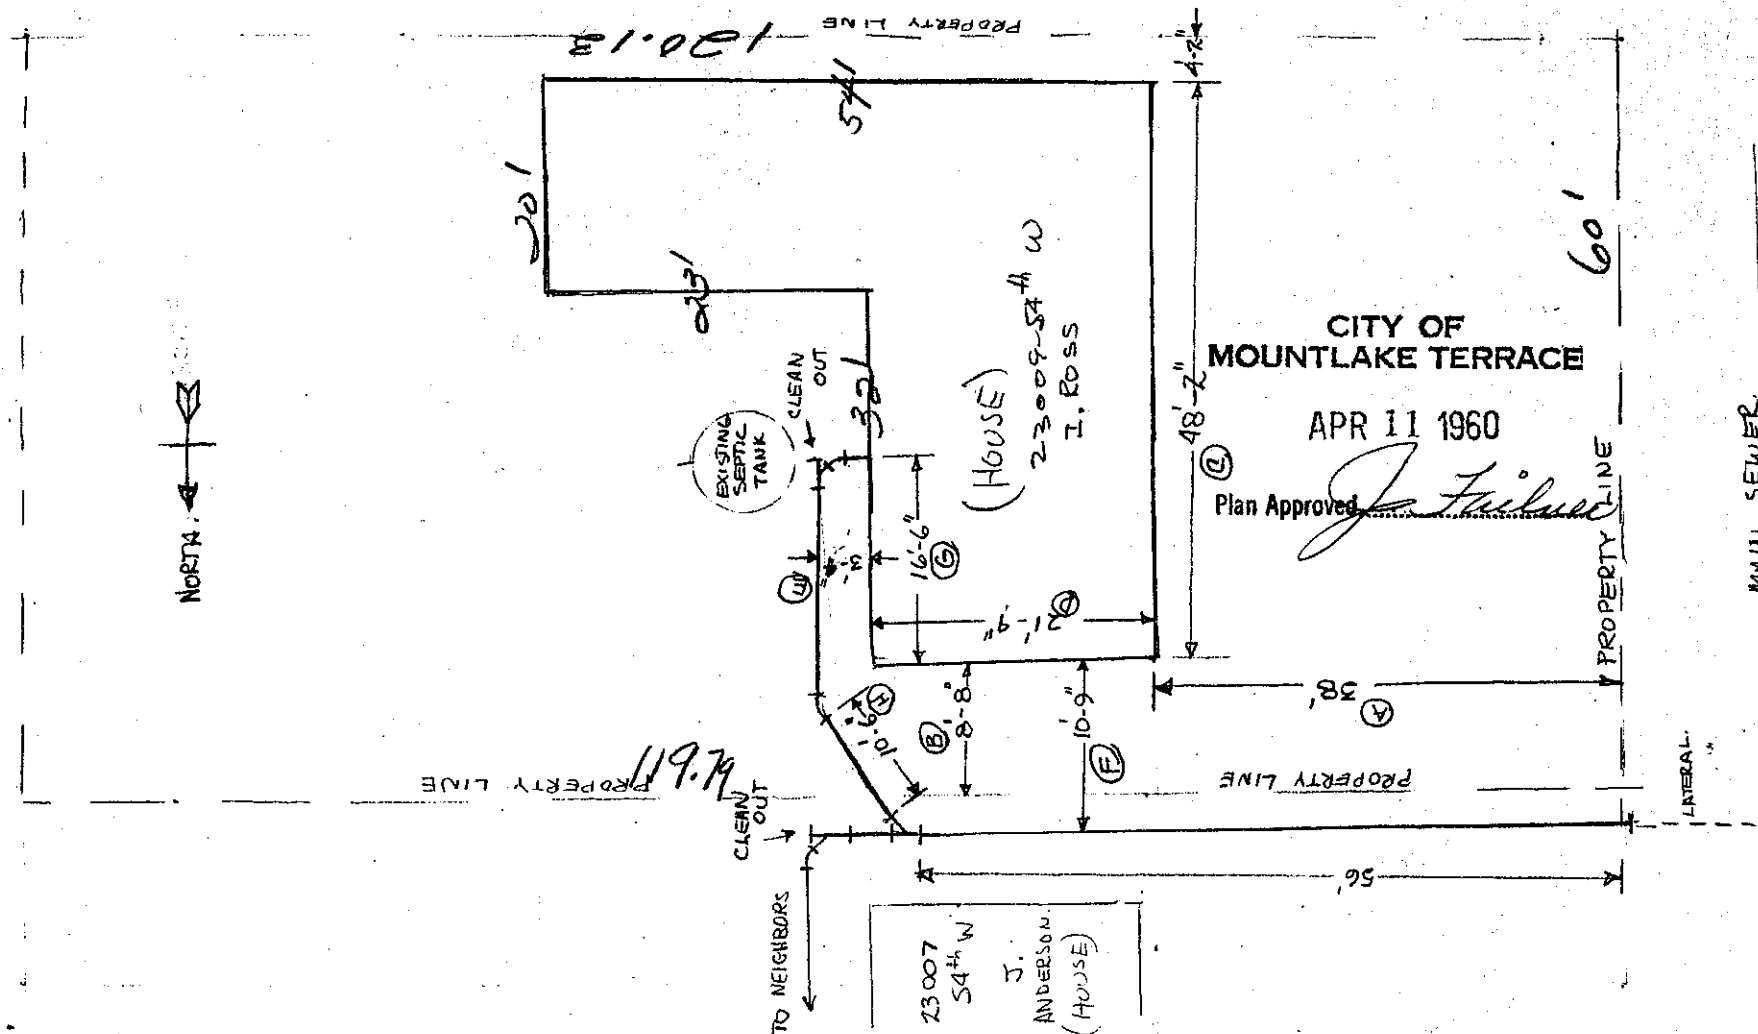 PROPERTY LINE
120.13
4-2"
54'
20'
23'
32'
NORTH.
CLEAN
OUT
EXISTING
SEPTIC
TANK
(HOUSE)
23009-54th W
I. ROSS
60'
CITY OF
MOUNTLAKE TERRACE
APR 11 1960
Plan Approved
48'-2"
C
PROPERTY LINE
MAIN SEWER
E
3'-
16'-6"
G
21'-9"
D
10'-6"
H
B
8'-8"
10'-9"
F
38'
A
PROPERTY LINE
119.79
PROPERTY LINE
CLEAN
OUT
LATERAL.
56'
TO NEIGHBORS
23007
54th W
J.
ANDERSON.
(HOUSE)